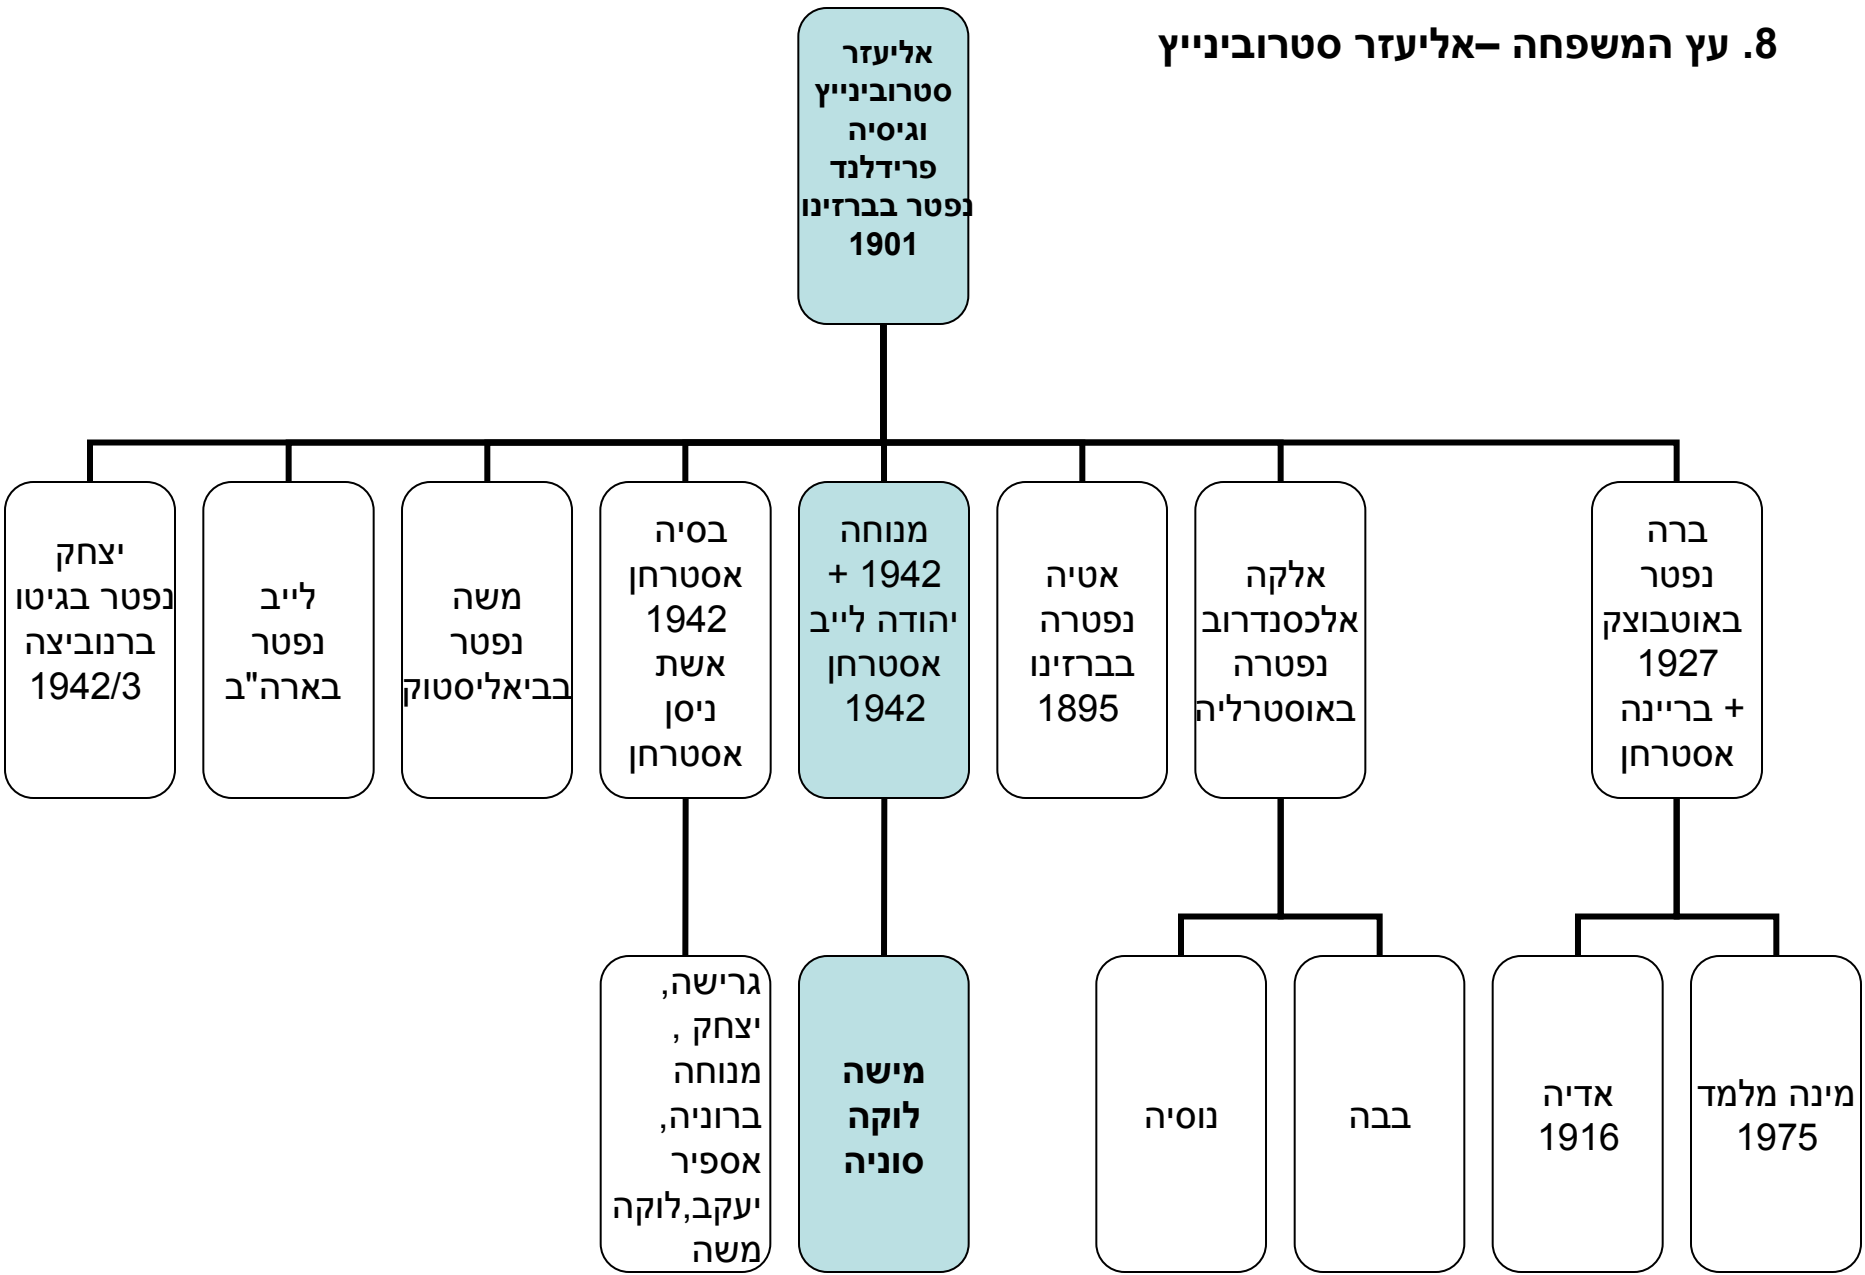 8. עץ המשפחה –אליעזר סטרובינייץ
אליעזר
סטרובינייץ
וגיסיה
פרידלנד
נפטר בברזינו
1901
ברה
נפטר
באוטבוצק
1927
+ בריינה
אסטרחן
אלקה
אלכסנדרוב
נפטרה
באוסטרליה
אטיה
נפטרה
בברזינו
1895
מנוחה
1942 +
יהודה לייב
אסטרחן
1942
בסיה
אסטרחן
1942
אשת
ניסן
אסטרחן
משה
נפטר
בביאליסטוק
לייב
נפטר
בארה"ב
יצחק
נפטר בגיטו
ברנוביצה
1942/3
מינה מלמד
1975
אדיה
1916
בבה
נוסיה
מישה
לוקה
סוניה
גרישה,
יצחק ,
מנוחה
ברוניה,
אספיר
יעקב,לוקה
משה